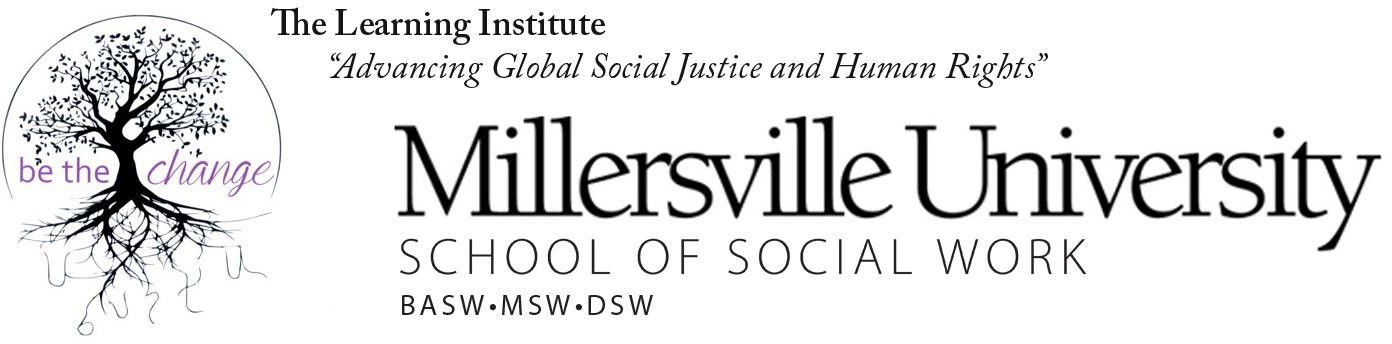 The Learning Institute
“Advancing Global Social Justice and Human Rights”
be the change
Millersville University
SCHOOL OF SOCIAL WORK
BASW•MSW•DSW